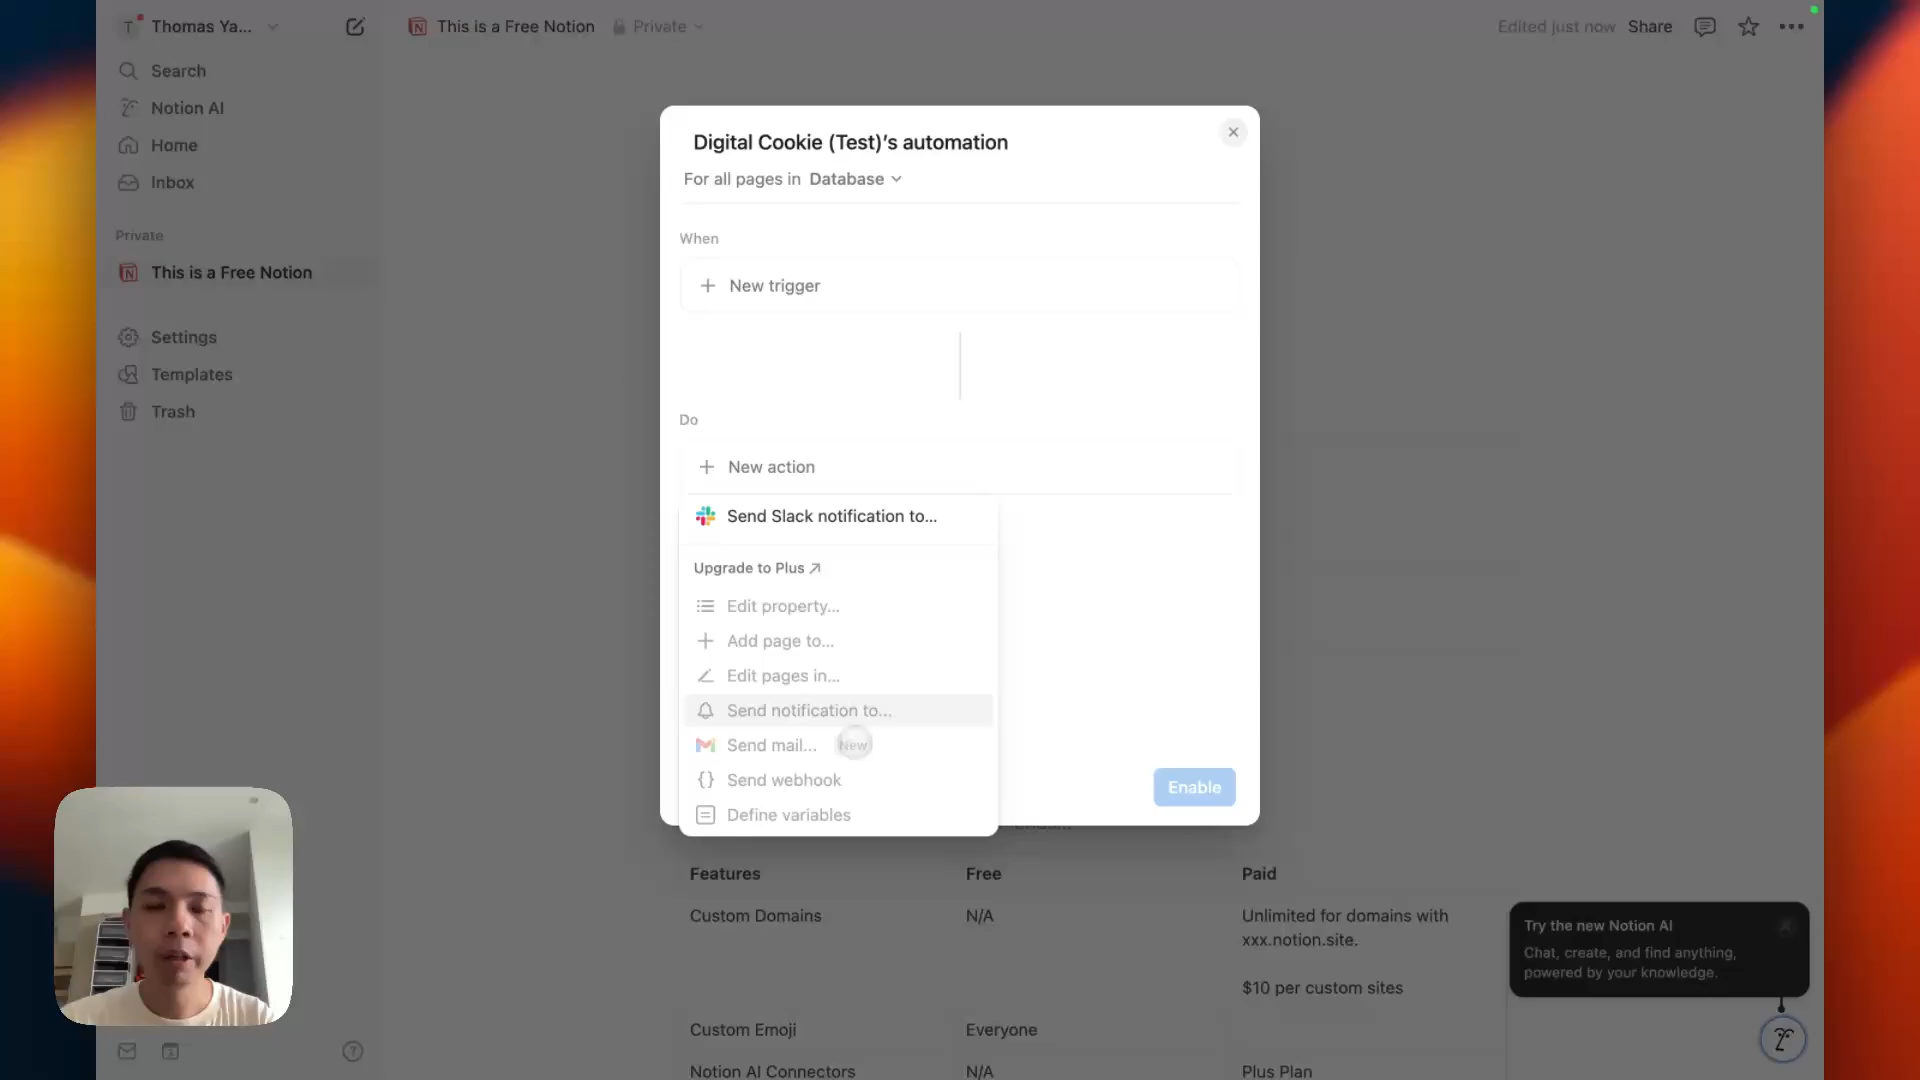 T Thomas Ya...
This is a Free Notion
Private
Edited just now
Share
Search
Notion AI
Home
Inbox
Private
This is a Free Notion
Settings
Templates
Trash
Digital Cookie (Test)'s automation
For all pages in Database
When
New trigger
Do
New action
Send Slack notification to...
Upgrade to Plus ↗
Edit property...
Add page to...
Edit pages in...
Send notification to...
Send mail... New
Send webhook
Define variables
Enable
Features Free Paid
Custom Domains N/A Unlimited for domains with
xxx.notion.site.
$10 per custom sites
Custom Emoji Everyone
Notion AI Connectors N/A Plus Plan
Try the new Notion AI
Chat, create, and find anything,
powered by your knowledge.